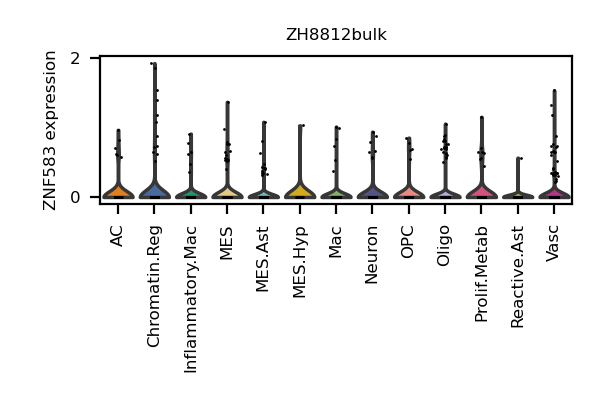 ZH8812bulk
ZNF583 expression
2
0
AC
Chromatin.Reg
Inflammatory.Mac
MES
MES.Ast
MES.Hyp
Mac
Neuron
OPC
Oligo
Prolif.Metab
Reactive.Ast
Vasc